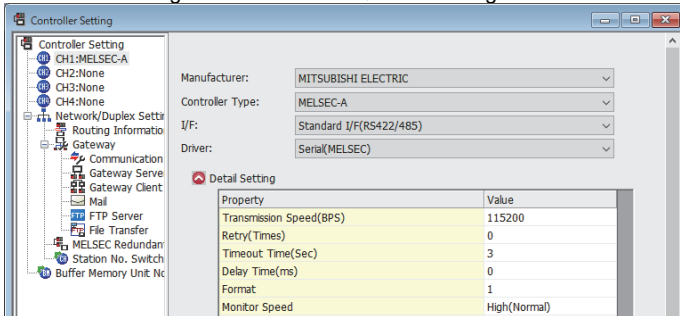 Controller Setting
Controller Setting
CH1:MELSEC-A
CH2:None
CH3:None
CH4:None
Network/Duplex Settin
Routing Informatio
Gateway
Communication
Gateway Serve
Gateway Client
Mail
FTP Server
File Transfer
MELSEC Redundan
Station No. Switch
Buffer Memory Unit No
Manufacturer: MITSUBISHI ELECTRIC
Controller Type: MELSEC-A
I/F: Standard I/F(RS422/485)
Driver: Serial(MELSEC)
Detail Setting
Property Value
Transmission Speed(BPS) 115200
Retry(Times) 0
Timeout Time(Sec) 3
Delay Time(ms) 0
Format 1
Monitor Speed High(Normal)